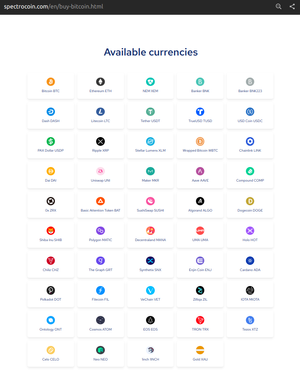 spectrocoin.com/en/buy-bitcoin.html
Available currencies
Bitcoin BTC
Ethereum ETH
NEM XEM
Bankera BNK
Banker BNK222
Dash DASH
Litecoin LTC
Tether USDT
TrueUSD TUSD
USD Coin USDC
PAX Dollar USDP
Ripple XRP
Stellar Lumens XLM
Wrapped Bitcoin WBTC
Chainlink LINK
Dai DAI
Uniswap UNI
Maker MKR
Aave AAVE
Compound COMP
0x ZRX
Basic Attention Token BAT
SushiSwap SUSHI
Algorand ALGO
Dogecoin DOGE
Shiba Inu SHIB
Polygon MATIC
Decentraland MANA
UMA UMA
Holo HOT
Chiliz CHZ
The Graph GRT
Synthetix SNX
Enjin Coin ENJ
Cardano ADA
Polkadot DOT
Filecoin FIL
VeChain VET
Zilliqa ZIL
IOTA MIOTA
Ontology ONT
Cosmos ATOM
EOS EOS
TRON TRX
Tezos XTZ
Celo CELO
Neo NEO
1inch 1INCH
Gold XAU